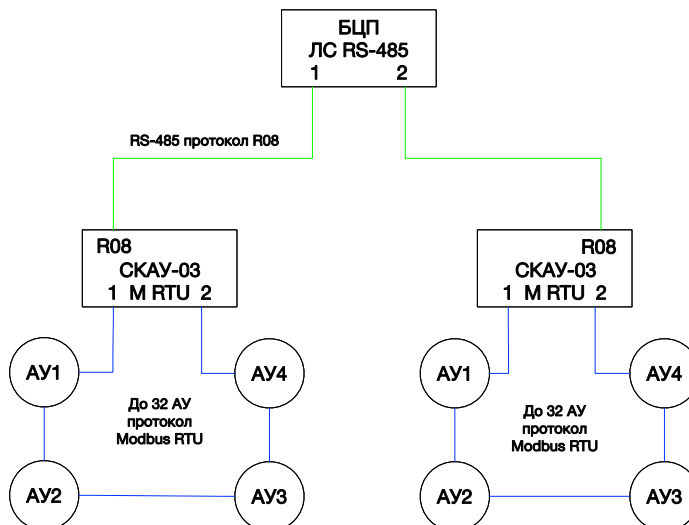 БЦП
ЛС RS-485
1 2
RS-485 протокол R08
R08
СКАУ-03
1 M RTU 2
R08
СКАУ-03
1 M RTU 2
АУ1
АУ4
До 32 АУ
протокол
Modbus RTU
АУ2
АУ3
АУ1
АУ4
До 32 АУ
протокол
Modbus RTU
АУ2
АУ3